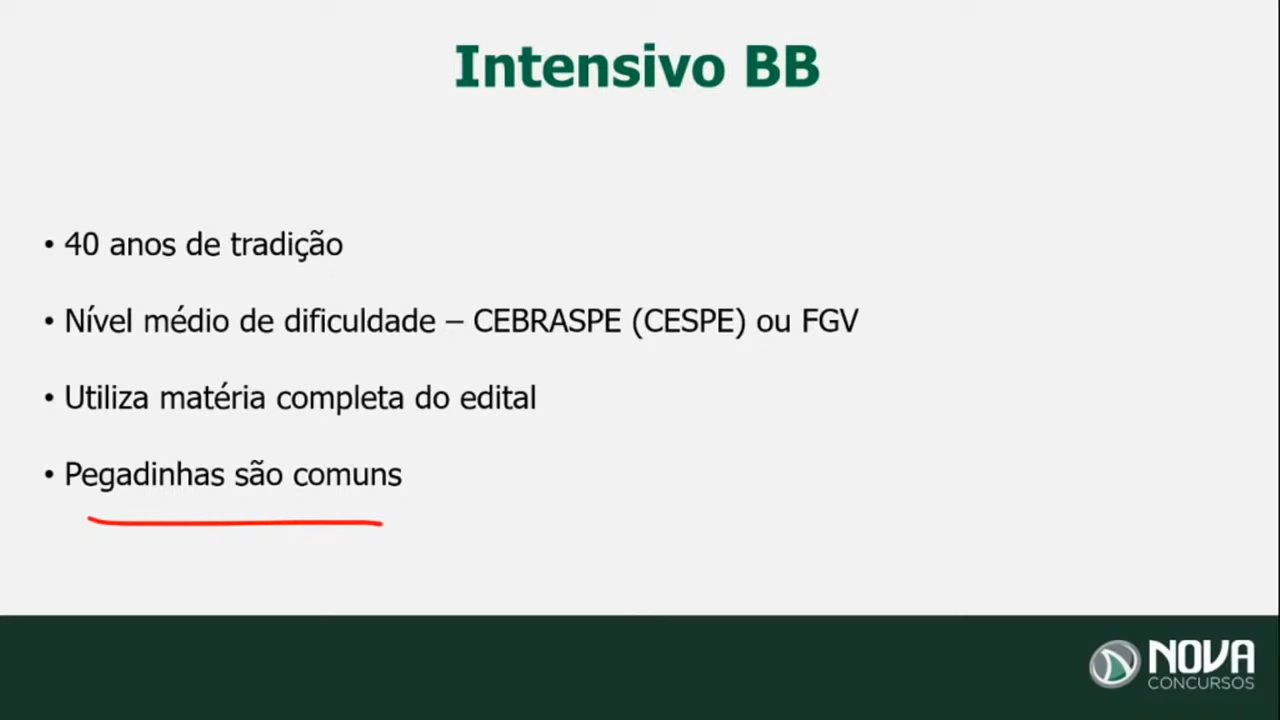 Intensivo BB
• 40 anos de tradição
• Nível médio de dificuldade – CEBRASPE (CESPE) ou FGV
• Utiliza matéria completa do edital
• Pegadinhas são comuns
NOVA
CONCURSOS